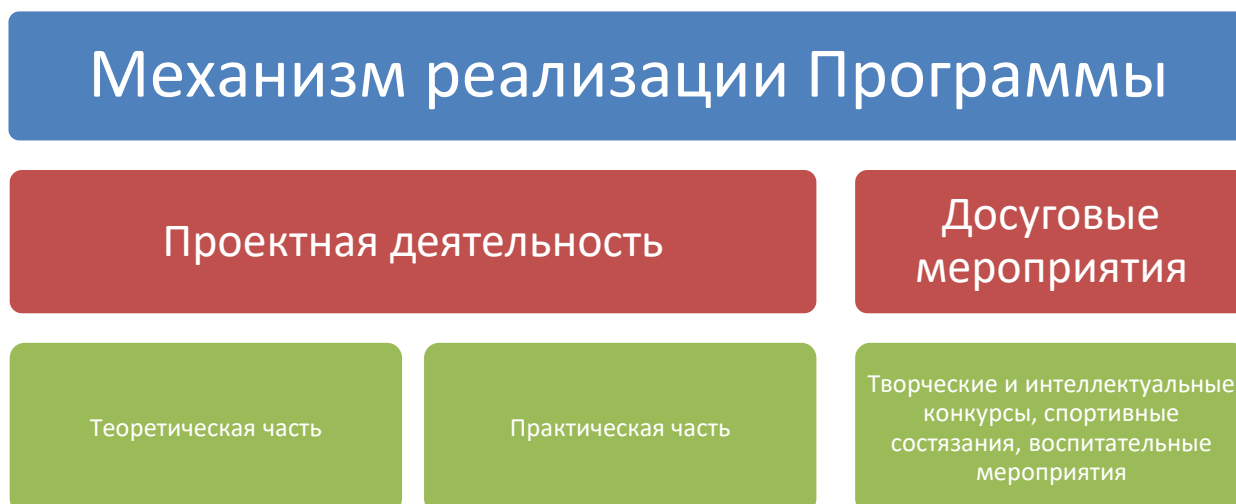 Механизм реализации Программы
Проектная деятельность
Досуговые
мероприятия
Теоретическая часть
Практическая часть
Творческие и интеллектуальные
конкурсы, спортивные
состязания, воспитательные
мероприятия